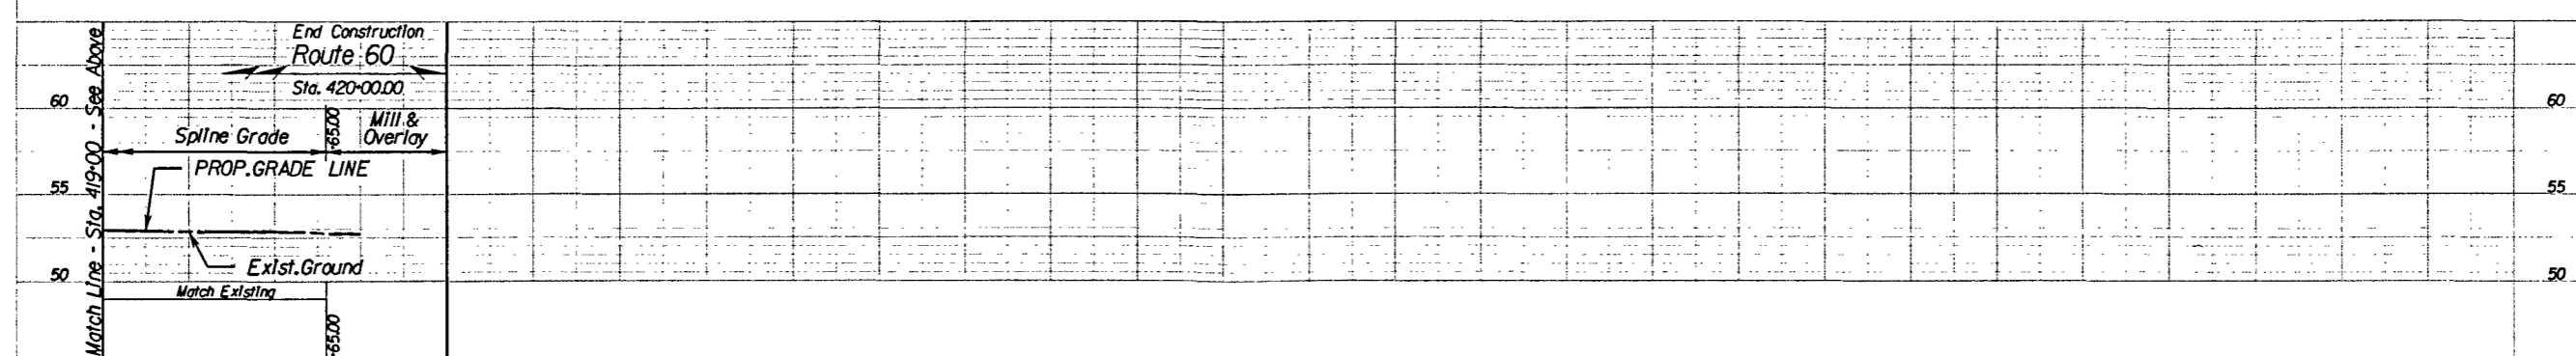 Match Line - Sta. 419+00 - See Above
End Construction
Route 60
Sta. 420+00.00
60
60
+65.00
Spline Grade
Mill &
Overlay
PROP. GRADE LINE
55
55
Exist. Ground
50
50
Match Existing
+65.00